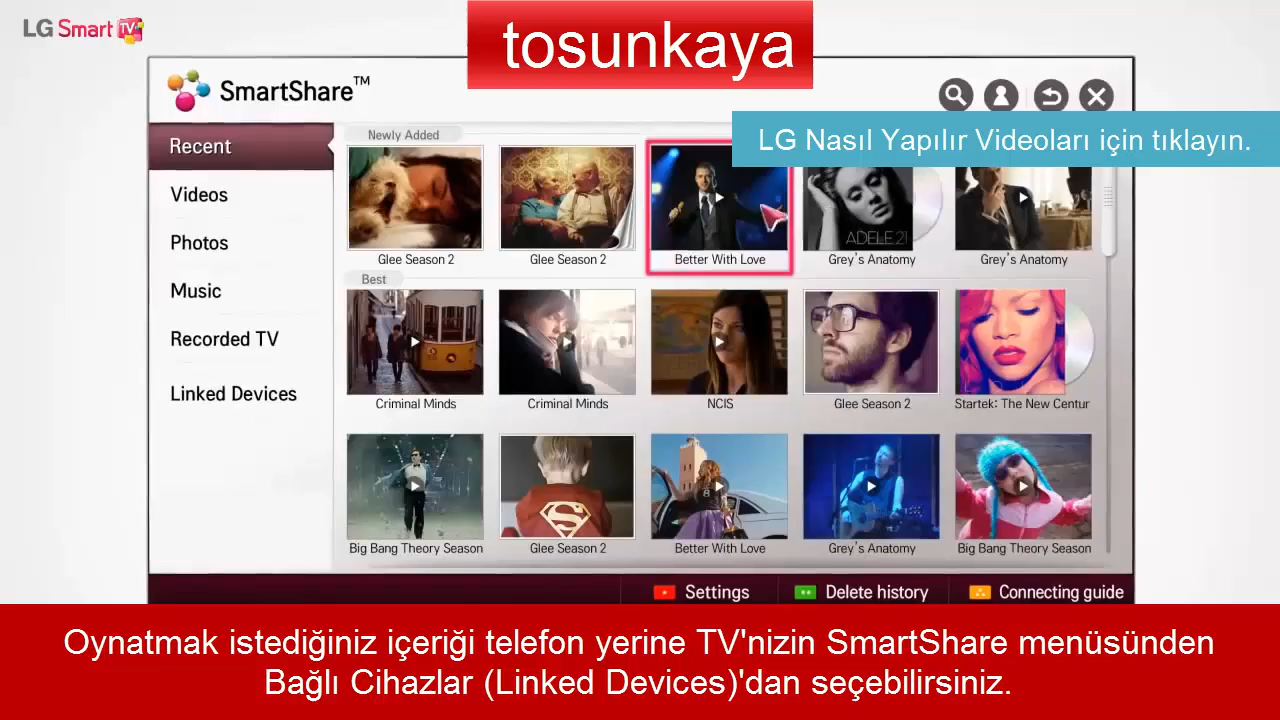 LG Smart TV
tosunkaya
SmartShare™
LG Nasıl Yapılır Videoları için tıklayın.
Recent
Videos
Photos
Music
Recorded TV
Linked Devices
Newly Added
ADELE 21
Glee Season 2
Glee Season 2
Better With Love
Grey's Anatomy
Grey's Anatomy
Best
Criminal Minds
Criminal Minds
NCIS
Glee Season 2
Startek: The New Centur
8
Big Bang Theory Season
Glee Season 2
Better With Love
Grey's Anatomy
Big Bang Theory Season
Settings
Delete history
Connecting guide
Oynatmak istediğiniz içeriği telefon yerine TV'nizin SmartShare menüsünden
Bağlı Cihazlar (Linked Devices)'dan seçebilirsiniz.